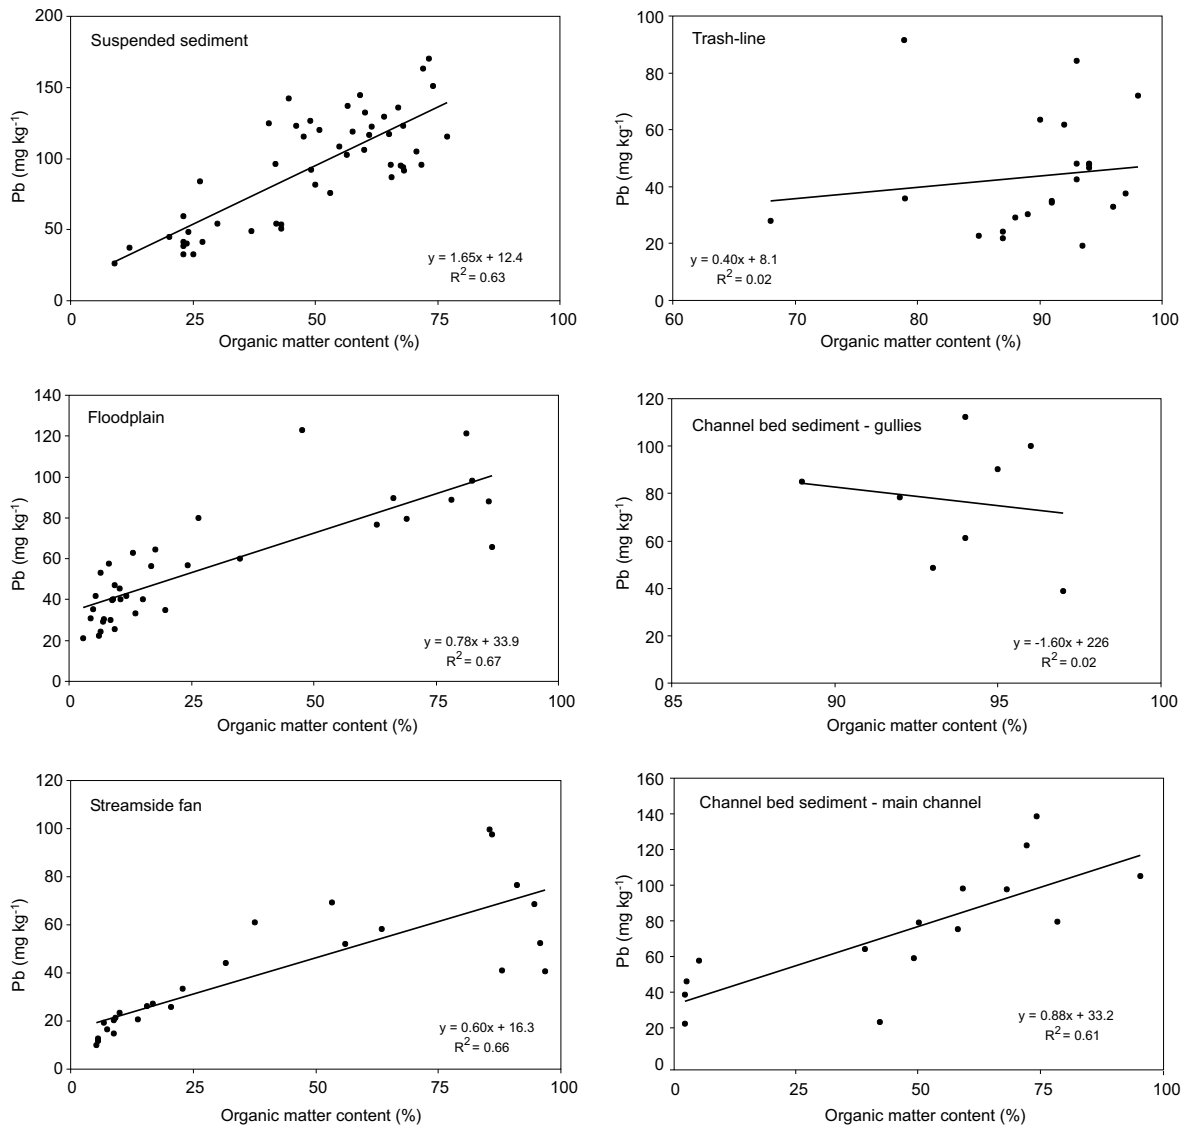 Suspended sediment
Pb (mg kg-1)
200
150
100
50
0
y = 1.65x + 12.4
R2 = 0.63
0 25 50 75 100
Organic matter content (%)
Trash-line
Pb (mg kg-1)
100
80
60
40
20
0
y = 0.40x + 8.1
R2 = 0.02
60 70 80 90 100
Organic matter content (%)
Floodplain
Pb (mg kg-1)
140
120
100
80
60
40
20
0
y = 0.78x + 33.9
R2 = 0.67
0 25 50 75 100
Organic matter content (%)
Channel bed sediment - gullies
Pb (mg kg-1)
120
100
80
60
40
20
0
y = -1.60x + 226
R2 = 0.02
85 90 95 100
Organic matter content (%)
Streamside fan
Pb (mg kg-1)
120
100
80
60
40
20
0
y = 0.60x + 16.3
R2 = 0.66
0 25 50 75 100
Organic matter content (%)
Channel bed sediment - main channel
Pb (mg kg-1)
160
140
120
100
80
60
40
20
0
y = 0.88x + 33.2
R2 = 0.61
0 25 50 75 100
Organic matter content (%)